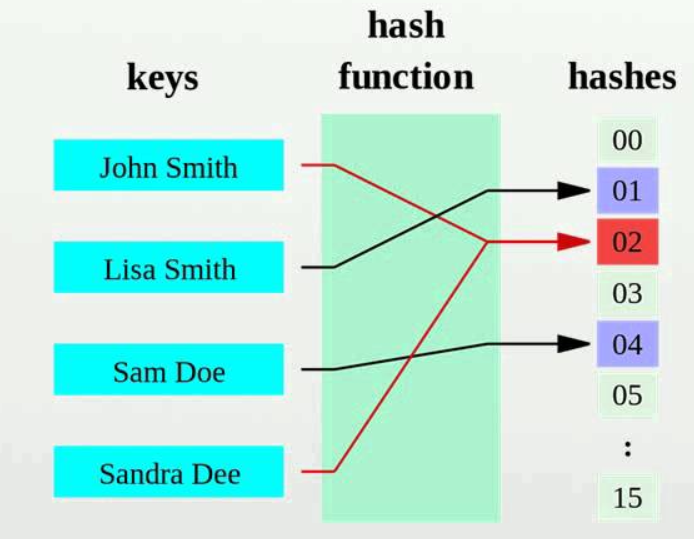 keys
hash
function
hashes
John Smith
Lisa Smith
Sam Doe
Sandra Dee
00
01
02
03
04
05
:
15